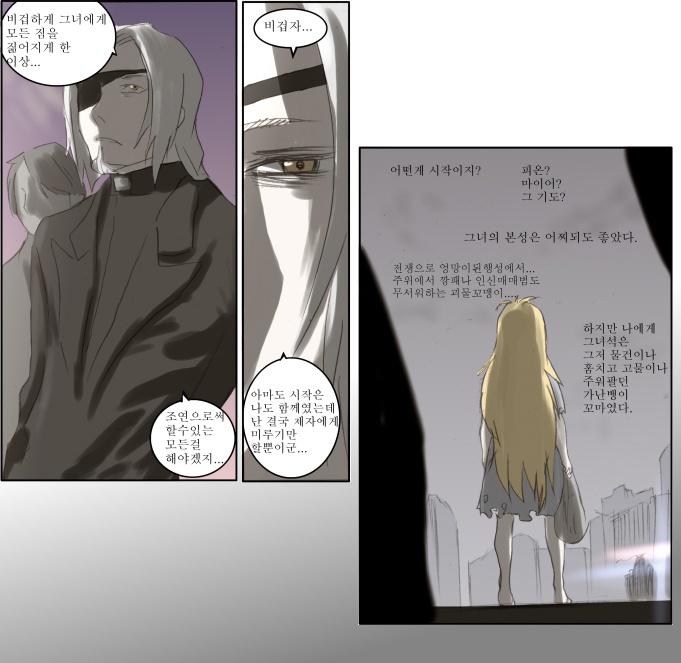 비겁하게 그녀에게
모든 짐을
짊어지게 한
이상...
조연으로써
할수있는
모든걸
해야겠지...
비겁자...
아마도 시작은
나도 함께였는데
난 결국 제자에게
미루기만
할뿐이군...
어떤게 시작이지?
피온?
마이어?
그 기도?
그녀의 본성은 어찌되도 좋았다.
전쟁으로 엉망이된행성에서...
주위에서 깡패나 인신매매범도
무서워하는 괴물꼬맹이....
하지만 나에게
그녀석은
그저 물건이나
훔치고 고물이나
주위팔던
가난뱅이
꼬마였다.